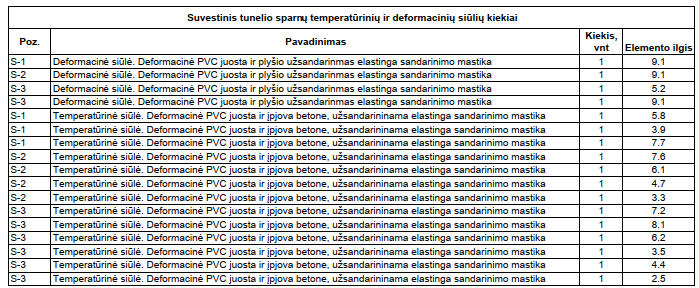 Suvestinis tunelio sparnų temperatūrinių ir deformacinių siūlių kiekiai
Poz. Pavadinimas Kiekis, vnt Elemento ilgis
S-1 Deformacinė siūlė. Deformacinė PVC juosta ir plyšio užsandarinmas elastinga sandarinimo mastika 1 9.1
S-2 Deformacinė siūlė. Deformacinė PVC juosta ir plyšio užsandarinmas elastinga sandarinimo mastika 1 9.1
S-3 Deformacinė siūlė. Deformacinė PVC juosta ir plyšio užsandarinmas elastinga sandarinimo mastika 1 5.2
S-3 Deformacinė siūlė. Deformacinė PVC juosta ir plyšio užsandarinmas elastinga sandarinimo mastika 1 9.1
S-1 Temperatūrinė siūlė. Deformacinė PVC juosta ir įpjova betone, užsandarininama elastinga sandarinimo mastika 1 5.8
S-1 Temperatūrinė siūlė. Deformacinė PVC juosta ir įpjova betone, užsandarininama elastinga sandarinimo mastika 1 3.9
S-1 Temperatūrinė siūlė. Deformacinė PVC juosta ir įpjova betone, užsandarininama elastinga sandarinimo mastika 1 7.7
S-2 Temperatūrinė siūlė. Deformacinė PVC juosta ir įpjova betone, užsandarininama elastinga sandarinimo mastika 1 7.6
S-2 Temperatūrinė siūlė. Deformacinė PVC juosta ir įpjova betone, užsandarininama elastinga sandarinimo mastika 1 6.1
S-2 Temperatūrinė siūlė. Deformacinė PVC juosta ir įpjova betone, užsandarininama elastinga sandarinimo mastika 1 4.7
S-2 Temperatūrinė siūlė. Deformacinė PVC juosta ir įpjova betone, užsandarininama elastinga sandarinimo mastika 1 3.3
S-3 Temperatūrinė siūlė. Deformacinė PVC juosta ir įpjova betone, užsandarininama elastinga sandarinimo mastika 1 7.2
S-3 Temperatūrinė siūlė. Deformacinė PVC juosta ir įpjova betone, užsandarininama elastinga sandarinimo mastika 1 8.1
S-3 Temperatūrinė siūlė. Deformacinė PVC juosta ir įpjova betone, užsandarininama elastinga sandarinimo mastika 1 6.2
S-3 Temperatūrinė siūlė. Deformacinė PVC juosta ir įpjova betone, užsandarininama elastinga sandarinimo mastika 1 3.5
S-3 Temperatūrinė siūlė. Deformacinė PVC juosta ir įpjova betone, užsandarininama elastinga sandarinimo mastika 1 4.4
S-3 Temperatūrinė siūlė. Deformacinė PVC juosta ir įpjova betone, užsandarininama elastinga sandarinimo mastika 1 2.5